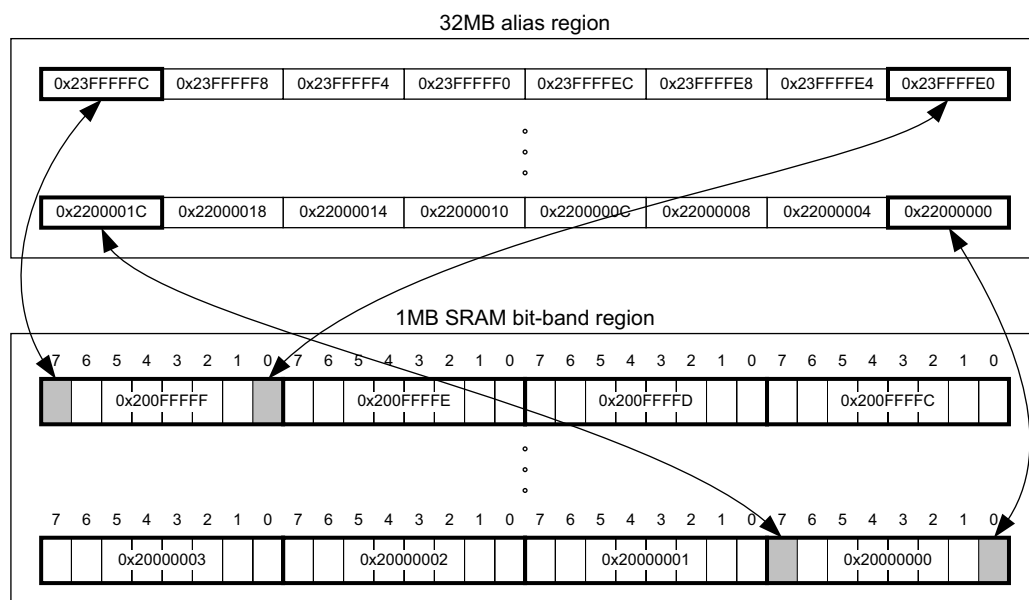 32MB alias region
0x23FFFFFC 0x23FFFFF8 0x23FFFFF4 0x23FFFFF0 0x23FFFFEC 0x23FFFFE8 0x23FFFFE4 0x23FFFFE0
0x2200001C 0x22000018 0x22000014 0x22000010 0x2200000C 0x22000008 0x22000004 0x22000000
1MB SRAM bit-band region
7 6 5 4 3 2 1 0 7 6 5 4 3 2 1 0 7 6 5 4 3 2 1 0 7 6 5 4 3 2 1 0
0x200FFFFF 0x200FFFFE 0x200FFFFD 0x200FFFFC
7 6 5 4 3 2 1 0 7 6 5 4 3 2 1 0 7 6 5 4 3 2 1 0 7 6 5 4 3 2 1 0
0x20000003 0x20000002 0x20000001 0x20000000